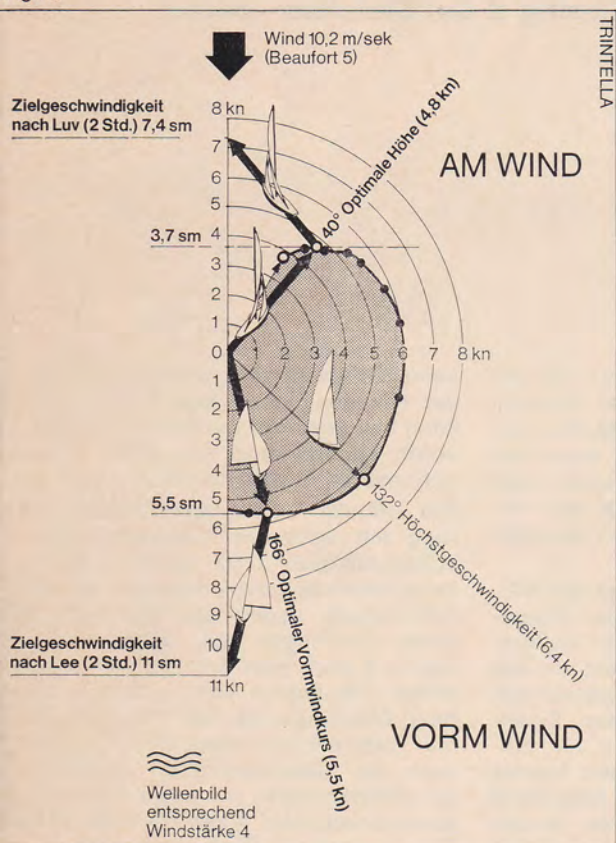 TRINTELLA
Wind 10,2 m/sek
(Beaufort 5)
Zielgeschwindigkeit
nach Luv (2 Std.) 7,4 sm
8 kn
7
6
5
4
3
2
1
0
1 2 3 4 5 6 7 8 kn
1
2
3
4
5
6
7
8
9
10
11 kn
3,7 sm
40° Optimale Höhe (4,8 kn)
AM WIND
5,5 sm
132° Höchstgeschwindigkeit (6,4 kn)
166° Optimaler Vormwindkurs (5,5 kn)
Zielgeschwindigkeit
nach Lee (2 Std.) 11 sm
VORM WIND
Wellenbild
entsprechend
Windstärke 4